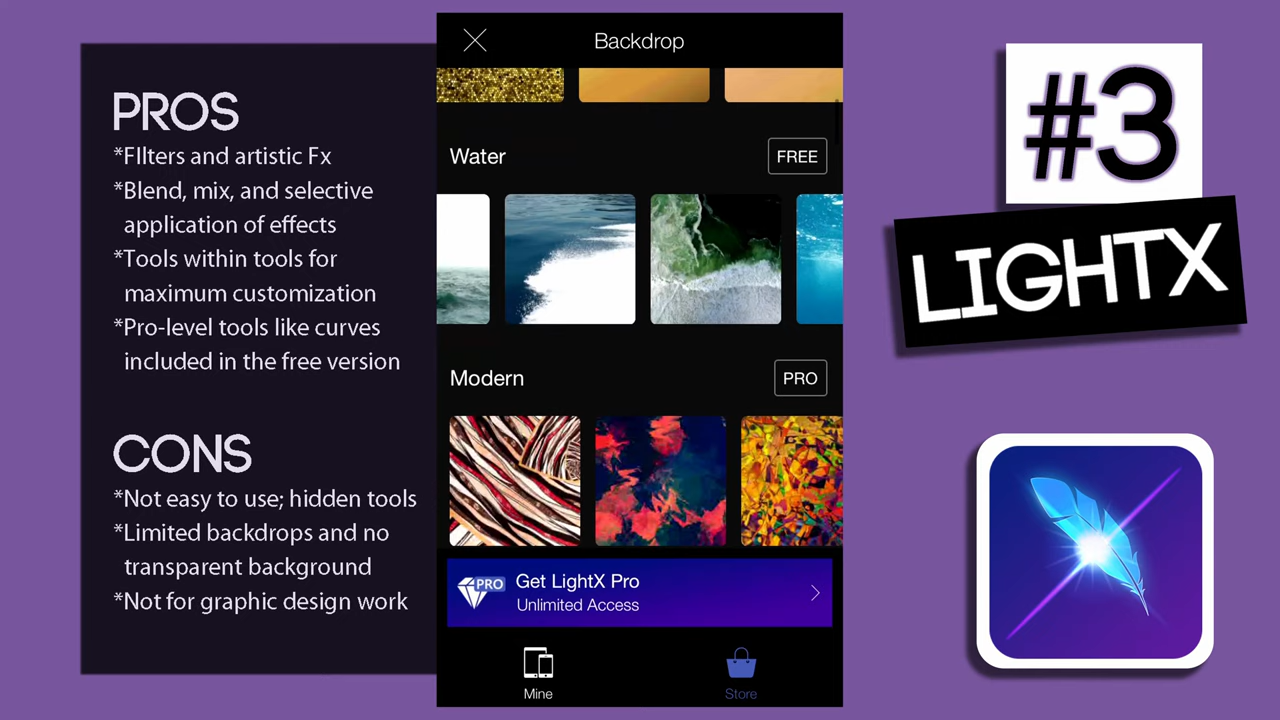 PROS
*FIlters and artistic Fx
*Blend, mix, and selective
application of effects
*Tools within tools for
maximum customization
*Pro-level tools like curves
included in the free version
CONS
*Not easy to use; hidden tools
*Limited backdrops and no
transparent background
*Not for graphic design work
Backdrop
Water
FREE
Modern
PRO
PRO
Get LightX Pro
Unlimited Access
Mine
Store
#3
LIGHTX